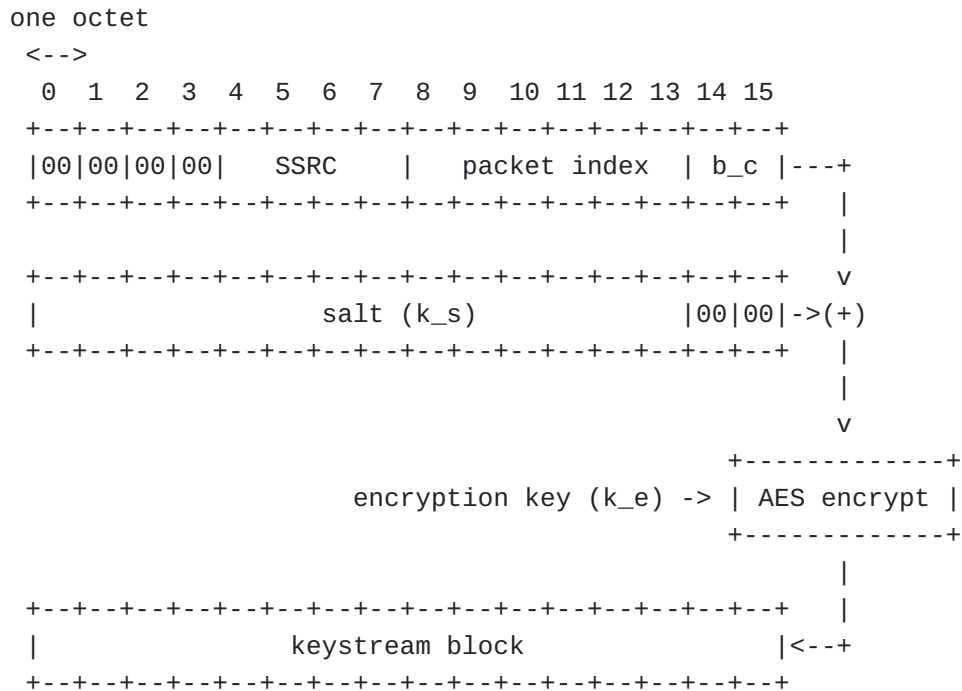 one octet
<-->
0  1  2  3  4  5  6  7  8  9  10 11 12 13 14 15
+--+--+--+--+--+--+--+--+--+--+--+--+--+--+--+--+
|00|00|00|00|   SSRC    |   packet index  | b_c |---+
+--+--+--+--+--+--+--+--+--+--+--+--+--+--+--+--+   |
|
+--+--+--+--+--+--+--+--+--+--+--+--+--+--+--+--+   v
|                  salt (k_s)             |00|00|->(+)
+--+--+--+--+--+--+--+--+--+--+--+--+--+--+--+--+   |
|
v
+-------------+
encryption key (k_e) -> | AES encrypt |
+-------------+
|
+--+--+--+--+--+--+--+--+--+--+--+--+--+--+--+--+   |
|                keystream block                |<--+
+--+--+--+--+--+--+--+--+--+--+--+--+--+--+--+--+